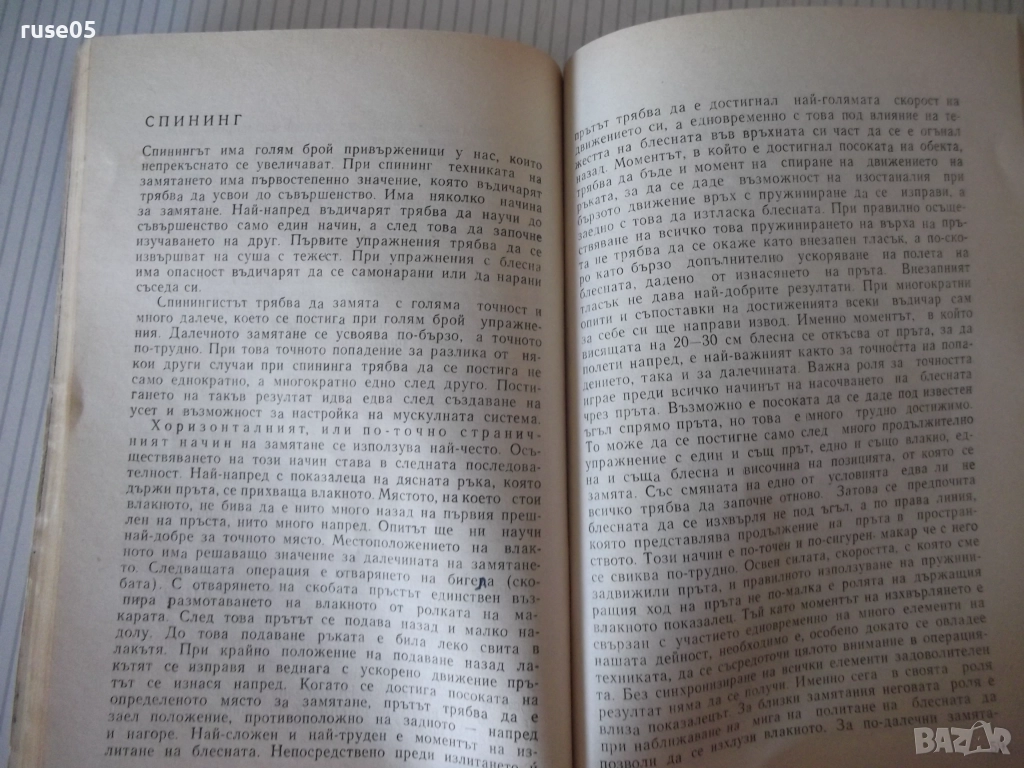 ruse05
СПИНИНГ
Спинингът има голям брой привърженици у нас, които
непрекъснато се увеличават. При спининг техниката на
замятането има първостепенно значение, която въдичарят
трябва да усвои до съвършенство. Има няколко начина
за замятане. Най-напред въдичарят трябва да научи до
съвършенство само един начин, а след това да започне
изучаването на друг. Първите упражнения трябва да се
извършват на суша с тежест. При упражнения с блесна
има опасност въдичарят да се самонарани или да нарани
съседа си.
Спинингистът трябва да замята с голяма точност и
много далече, което се постига при голям брой упражне-
ния. Далечното замятане се усвоява по-бързо, а точното
по-трудно. При това точното попадение за разлика от ня-
кои други случаи при спининга трябва да се постига не
само еднократно, а многократно едно след друго. Пости-
гането на такъв резултат идва едва след създаване на
усет и възможност за настройка на мускулната система.
Хоризонталният, или по-точно странич-
ният начин на замятане се използува най-често. Осъ-
ществяването на този начин става в следната последова-
телност. Най-напред с показалеца на дясната ръка, която
държи пръта, се прихваща влакното. Мястото, на което стои
влакното, не бива да е нито много назад на първия преш-
лен на пръста, нито много напред. Опитът ще ни научи
най-добре за точното място. Местоположението на влак-
ното има решаващо значение за далечината на замятане-
то. Следващата операция е отварянето на бигела (ско-
бата). С отварянето на скобата пръстът единствен въз-
пира размотаването на влакното от ролката на ма-
карата. След това прътът се подава назад и малко на-
долу. До това подаване ръката е била леко свита в
лакътя. При крайно положение на подаване назад ла-
кътят се изправя и веднага с ускорено движение пръ-
тът се изнася напред. Когато се достига посоката на
определеното място за замятане, прътът трябва да е
заел положение, противоположно на задното — напред
и нагоре. Най-сложен и най-труден е моментът на из-
литане на блесната. Непосредствено преди излитането ѝ
прътът трябва да е достигнал най-голямата скорост на
движението си, а едновременно с това под влияние на те-
жестта на блесната във връхната си част да се е огънал
назад. Моментът, в който е достигнал посоката на обекта,
трябва да бъде и момент на спиране на движението на
ръката, за да се даде възможност на изостаналия при
бързото движение връх с пружиниране да се изправи, а
заедно с това да изтласка блесната. При правилно осъще-
ствяване на всичко това пружинирането на върха на пръ-
та не трябва да се окаже като внезапен тласък, а по-ско-
ро като бързо допълнително ускоряване на полета на
блесната, дадено от изнасянето на пръта. Внезапният
тласък не дава най-добрите резултати. При многократни
опити и съпоставки на достиженията всеки въдичар сам
за себе си ще направи извод. Именно моментът, в който
висящата на 20—30 см блесна се откъсва от пръта, за да
полети напред, е най-важният както за точността на попа-
дението, така и за далечината. Важна роля за точността
играе преди всичко начинът на насочването на блесната
чрез пръта. Възможно е посоката да се даде под известен
ъгъл спрямо пръта, но това е много трудно достижимо.
То може да се постигне само след много продължително
упражнение с един и същ прът, едно и също влакно, ед-
на и съща блесна и височина на позицията, от която се
замята. Със смяната на едно от условията едва ли не
всичко трябва да започне отново. Затова се предпочита
блесната да се изхвърля не под ъгъл, а по права линия,
която представлява продължение на пръта в простран-
ството. Този начин е по-точен и по-сигурен, макар че с него
се свиква по-трудно. Освен силата, скоростта, с която сме
задвижили пръта, и правилното използуване на пружини-
ращия ход на пръта не по-малка е ролята на държащия
влакното показалец. Тъй като моментът на изхвърлянето е
свързан с участието едновременно на много елементи на
нашата дейност, необходимо е, особено докато се овладее
техниката, да се съсредоточи цялото внимание в операция-
та. Без синхронизиране на всички елементи задоволителен
резултат няма да се получи. Именно сега в своята роля
влиза показалецът. За близки замятания неговата роля е
при наближаване на мига на политане на блесната да
позволи да се изхлузи влакното. За по-далечни замята-
BAZAR